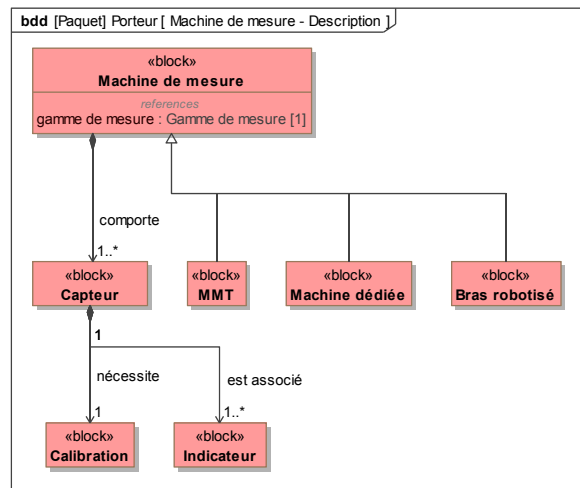 bdd [Paquet] Porteur [ Machine de mesure - Description ]
«block»
Machine de mesure
references
gamme de mesure : Gamme de mesure [1]
comporte
1..*
«block»
Capteur
«block»
MMT
«block»
Machine dédiée
«block»
Bras robotisé
1
nécessite
est associé
1
1..*
«block»
Calibration
«block»
Indicateur